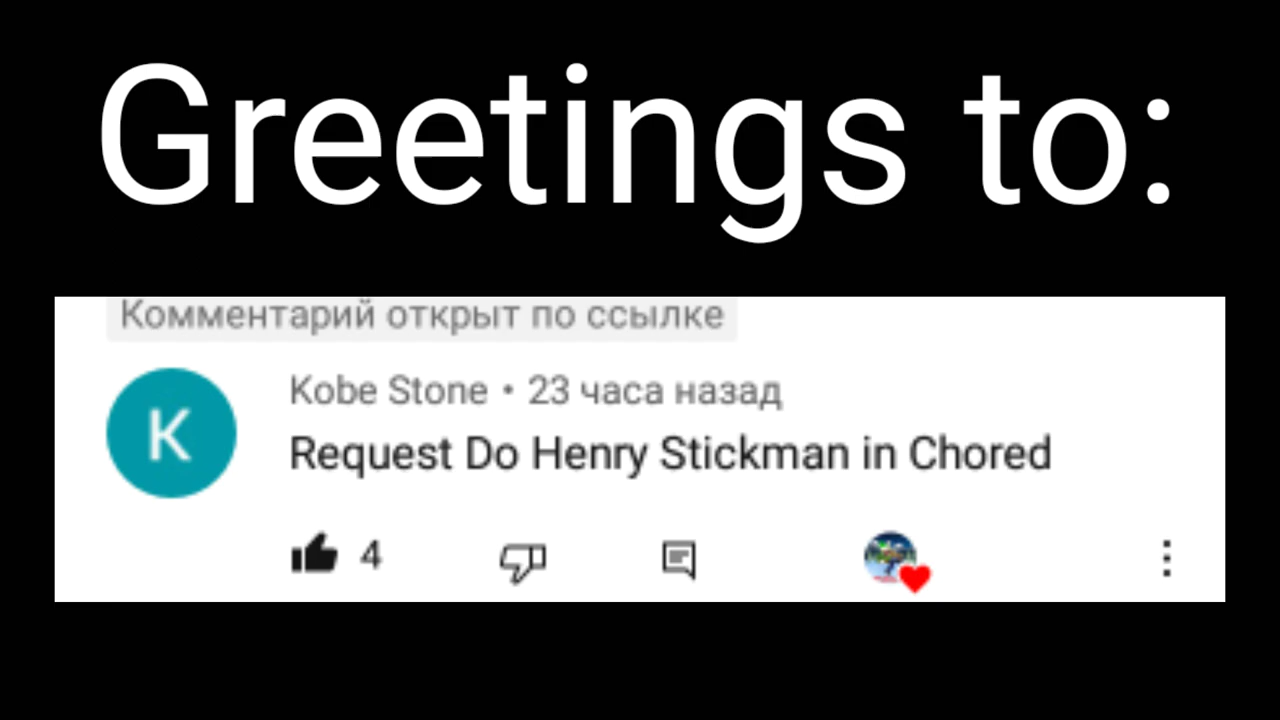 Greetings to:
Комментарий открыт по ссылке
Kobe Stone • 23 часа назад
K
Request Do Henry Stickman in Chored
4